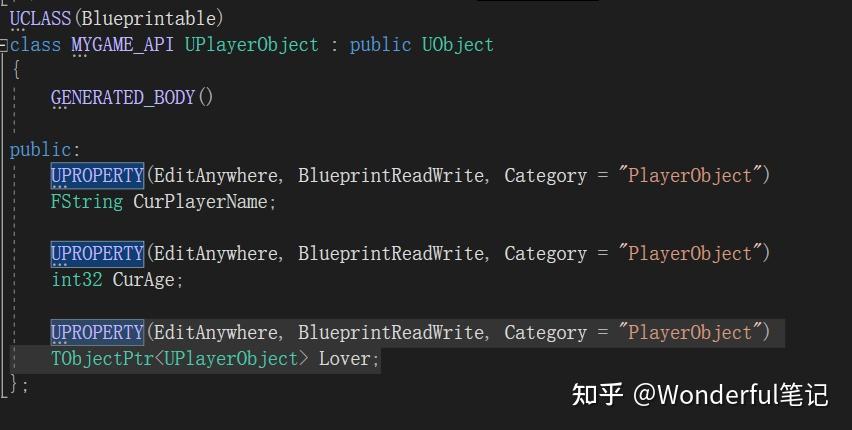 UCLASS(Blueprintable)
class MYGAME_API UPlayerObject : public UObject
{
GENERATED_BODY()
public:
UPROPERTY(EditAnywhere, BlueprintReadWrite, Category = "PlayerObject")
FString CurPlayerName;
UPROPERTY(EditAnywhere, BlueprintReadWrite, Category = "PlayerObject")
int32 CurAge;
UPROPERTY(EditAnywhere, BlueprintReadWrite, Category = "PlayerObject")
TObjectPtr<UPlayerObject> Lover;
};
知乎 @Wonderful笔记